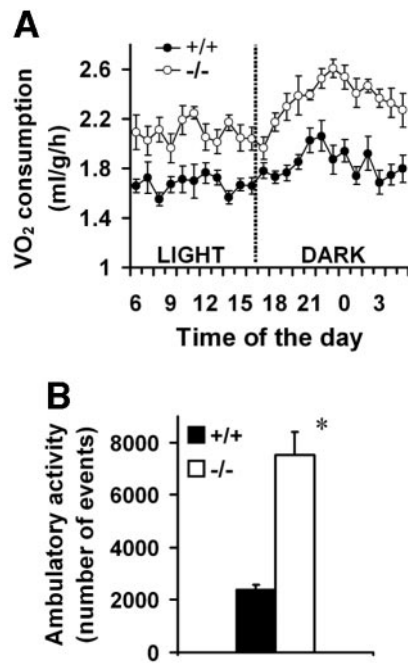 A
+/+
-/-
VO₂ consumption
(ml/g/h)
2.6
2.2
1.8
1.4
1
LIGHT DARK
6 9 12 15 18 21 0 3
Time of the day
B
+/+
-/-
*
Ambulatory activity
(number of events)
8000
6000
4000
2000
0